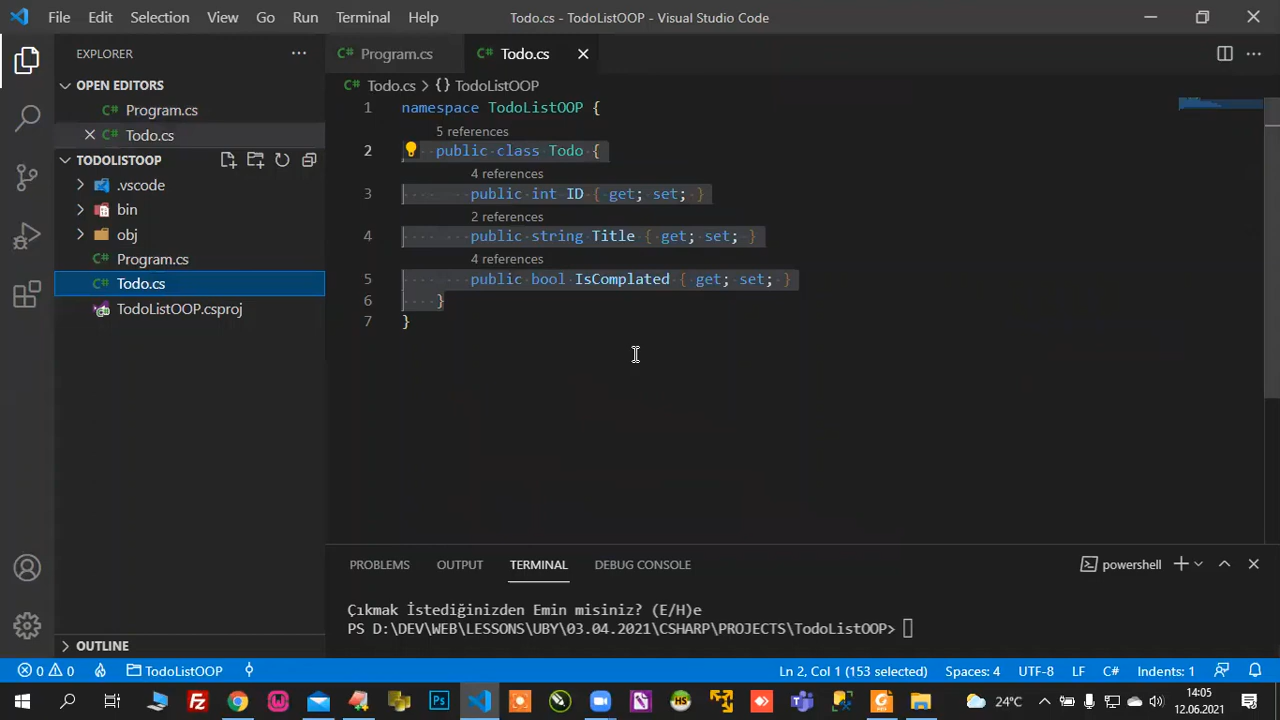 File Edit Selection View Go Run Terminal Help Todo.cs - TodoListOOP - Visual Studio Code
EXPLORER
OPEN EDITORS
C# Program.cs
C# Todo.cs
TODOLISTOOP
.vscode
bin
obj
C# Program.cs
C# Todo.cs
TodoListOOP.csproj
OUTLINE
C# Program.cs C# Todo.cs
C# Todo.cs > {} TodoListOOP
1 namespace TodoListOOP {
5 references
2 public class Todo {
4 references
3 public int ID { get; set; }
2 references
4 public string Title { get; set; }
4 references
5 public bool IsComplated { get; set; }
6 }
7 }
PROBLEMS OUTPUT TERMINAL DEBUG CONSOLE powershell
Çıkmak İstediğinizden Emin misiniz? (E/H)e
PS D:\DEV\WEB\LESSONS\UBY\03.04.2021\CSHARP\PROJECTS\TodoListOOP>
0 0 TodoListOOP Ln 2, Col 1 (153 selected) Spaces: 4 UTF-8 LF C# Indents: 1
Ps HS 24°C 14:05
12.06.2021